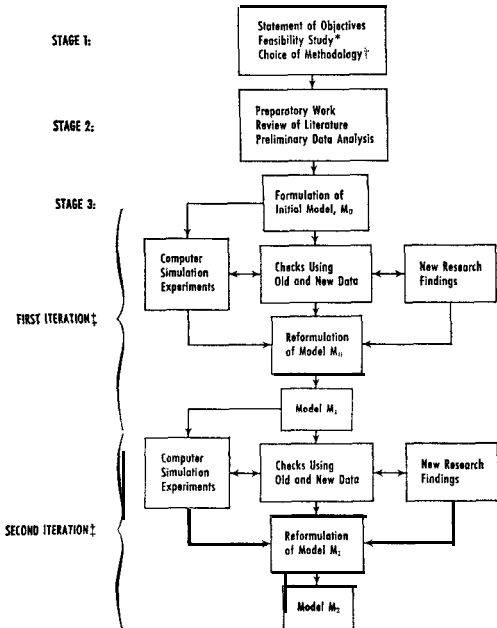 STAGE 1:
Statement of Objectives
Feasibility Study*
Choice of Methodology†
STAGE 2:
Preparatory Work
Review of Literature
Preliminary Data Analysis
STAGE 3:
Formulation of
Initial Model, M₀
FIRST ITERATION‡
Computer
Simulation
Experiments
Checks Using
Old and New Data
New Research
Findings
Reformulation
of Model M₀
Model M₁
SECOND ITERATION‡
Computer
Simulation
Experiments
Checks Using
Old and New Data
New Research
Findings
Reformulation
of Model M₁
Model M₂